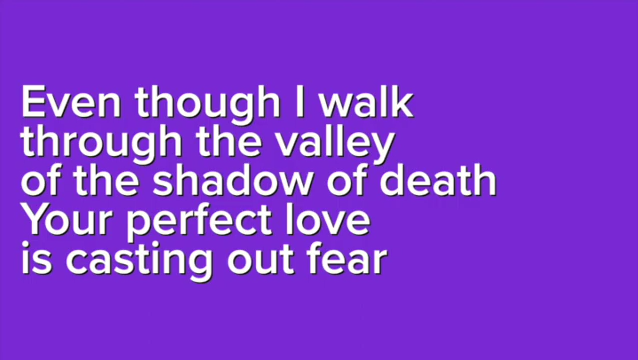 Even though I walk
through the valley
of the shadow of death
Your perfect love
is casting out fear